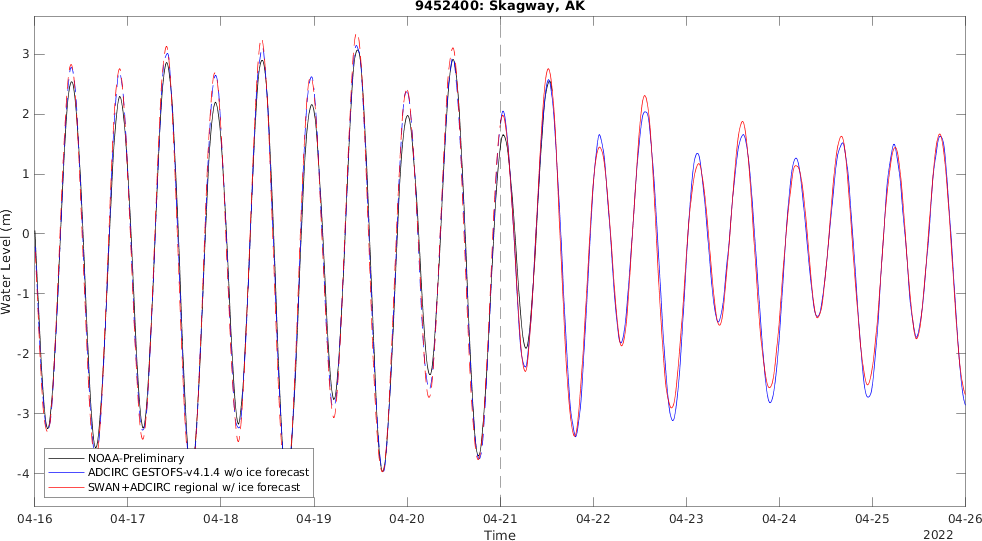 9452400: Skagway, AK
Water Level (m)
3
2
1
0
-1
-2
-3
-4
NOAA-Preliminary
ADCIRC GESTOFS-v4.1.4 w/o ice forecast
SWAN+ADCIRC regional w/ ice forecast
04-16 04-17 04-18 04-19 04-20 04-21 04-22 04-23 04-24 04-25 04-26
Time
2022